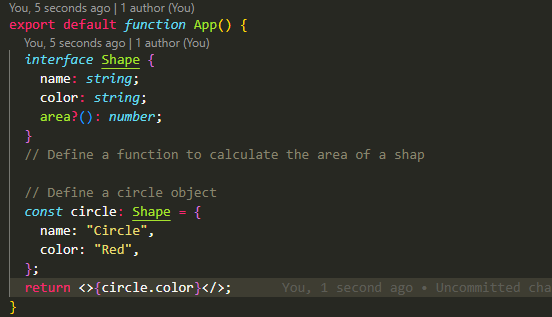 You, 5 seconds ago | 1 author (You)
export default function App() {
You, 5 seconds ago | 1 author (You)
interface Shape {
name: string;
color: string;
area?(): number;
}
// Define a function to calculate the area of a shap
// Define a circle object
const circle: Shape = {
name: "Circle",
color: "Red",
};
return <>{circle.color}</>; You, 1 second ago • Uncommitted cha
}